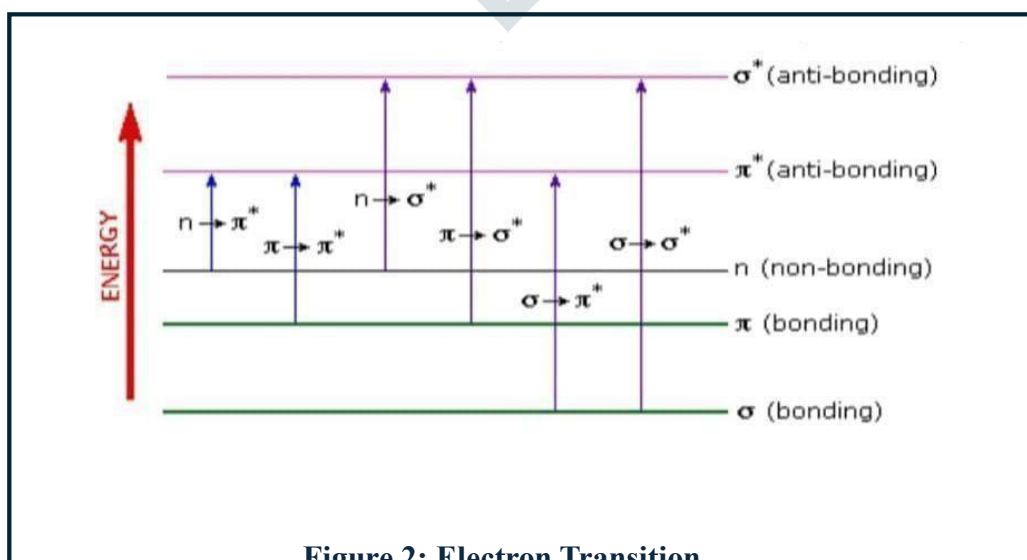 σ* (anti-bonding)
π* (anti-bonding)
n → σ*
n → π*
π → σ*
σ → σ*
π → π*
n (non-bonding)
σ → π*
π (bonding)
σ (bonding)
ENERGY
Figure 2: Electron Transition